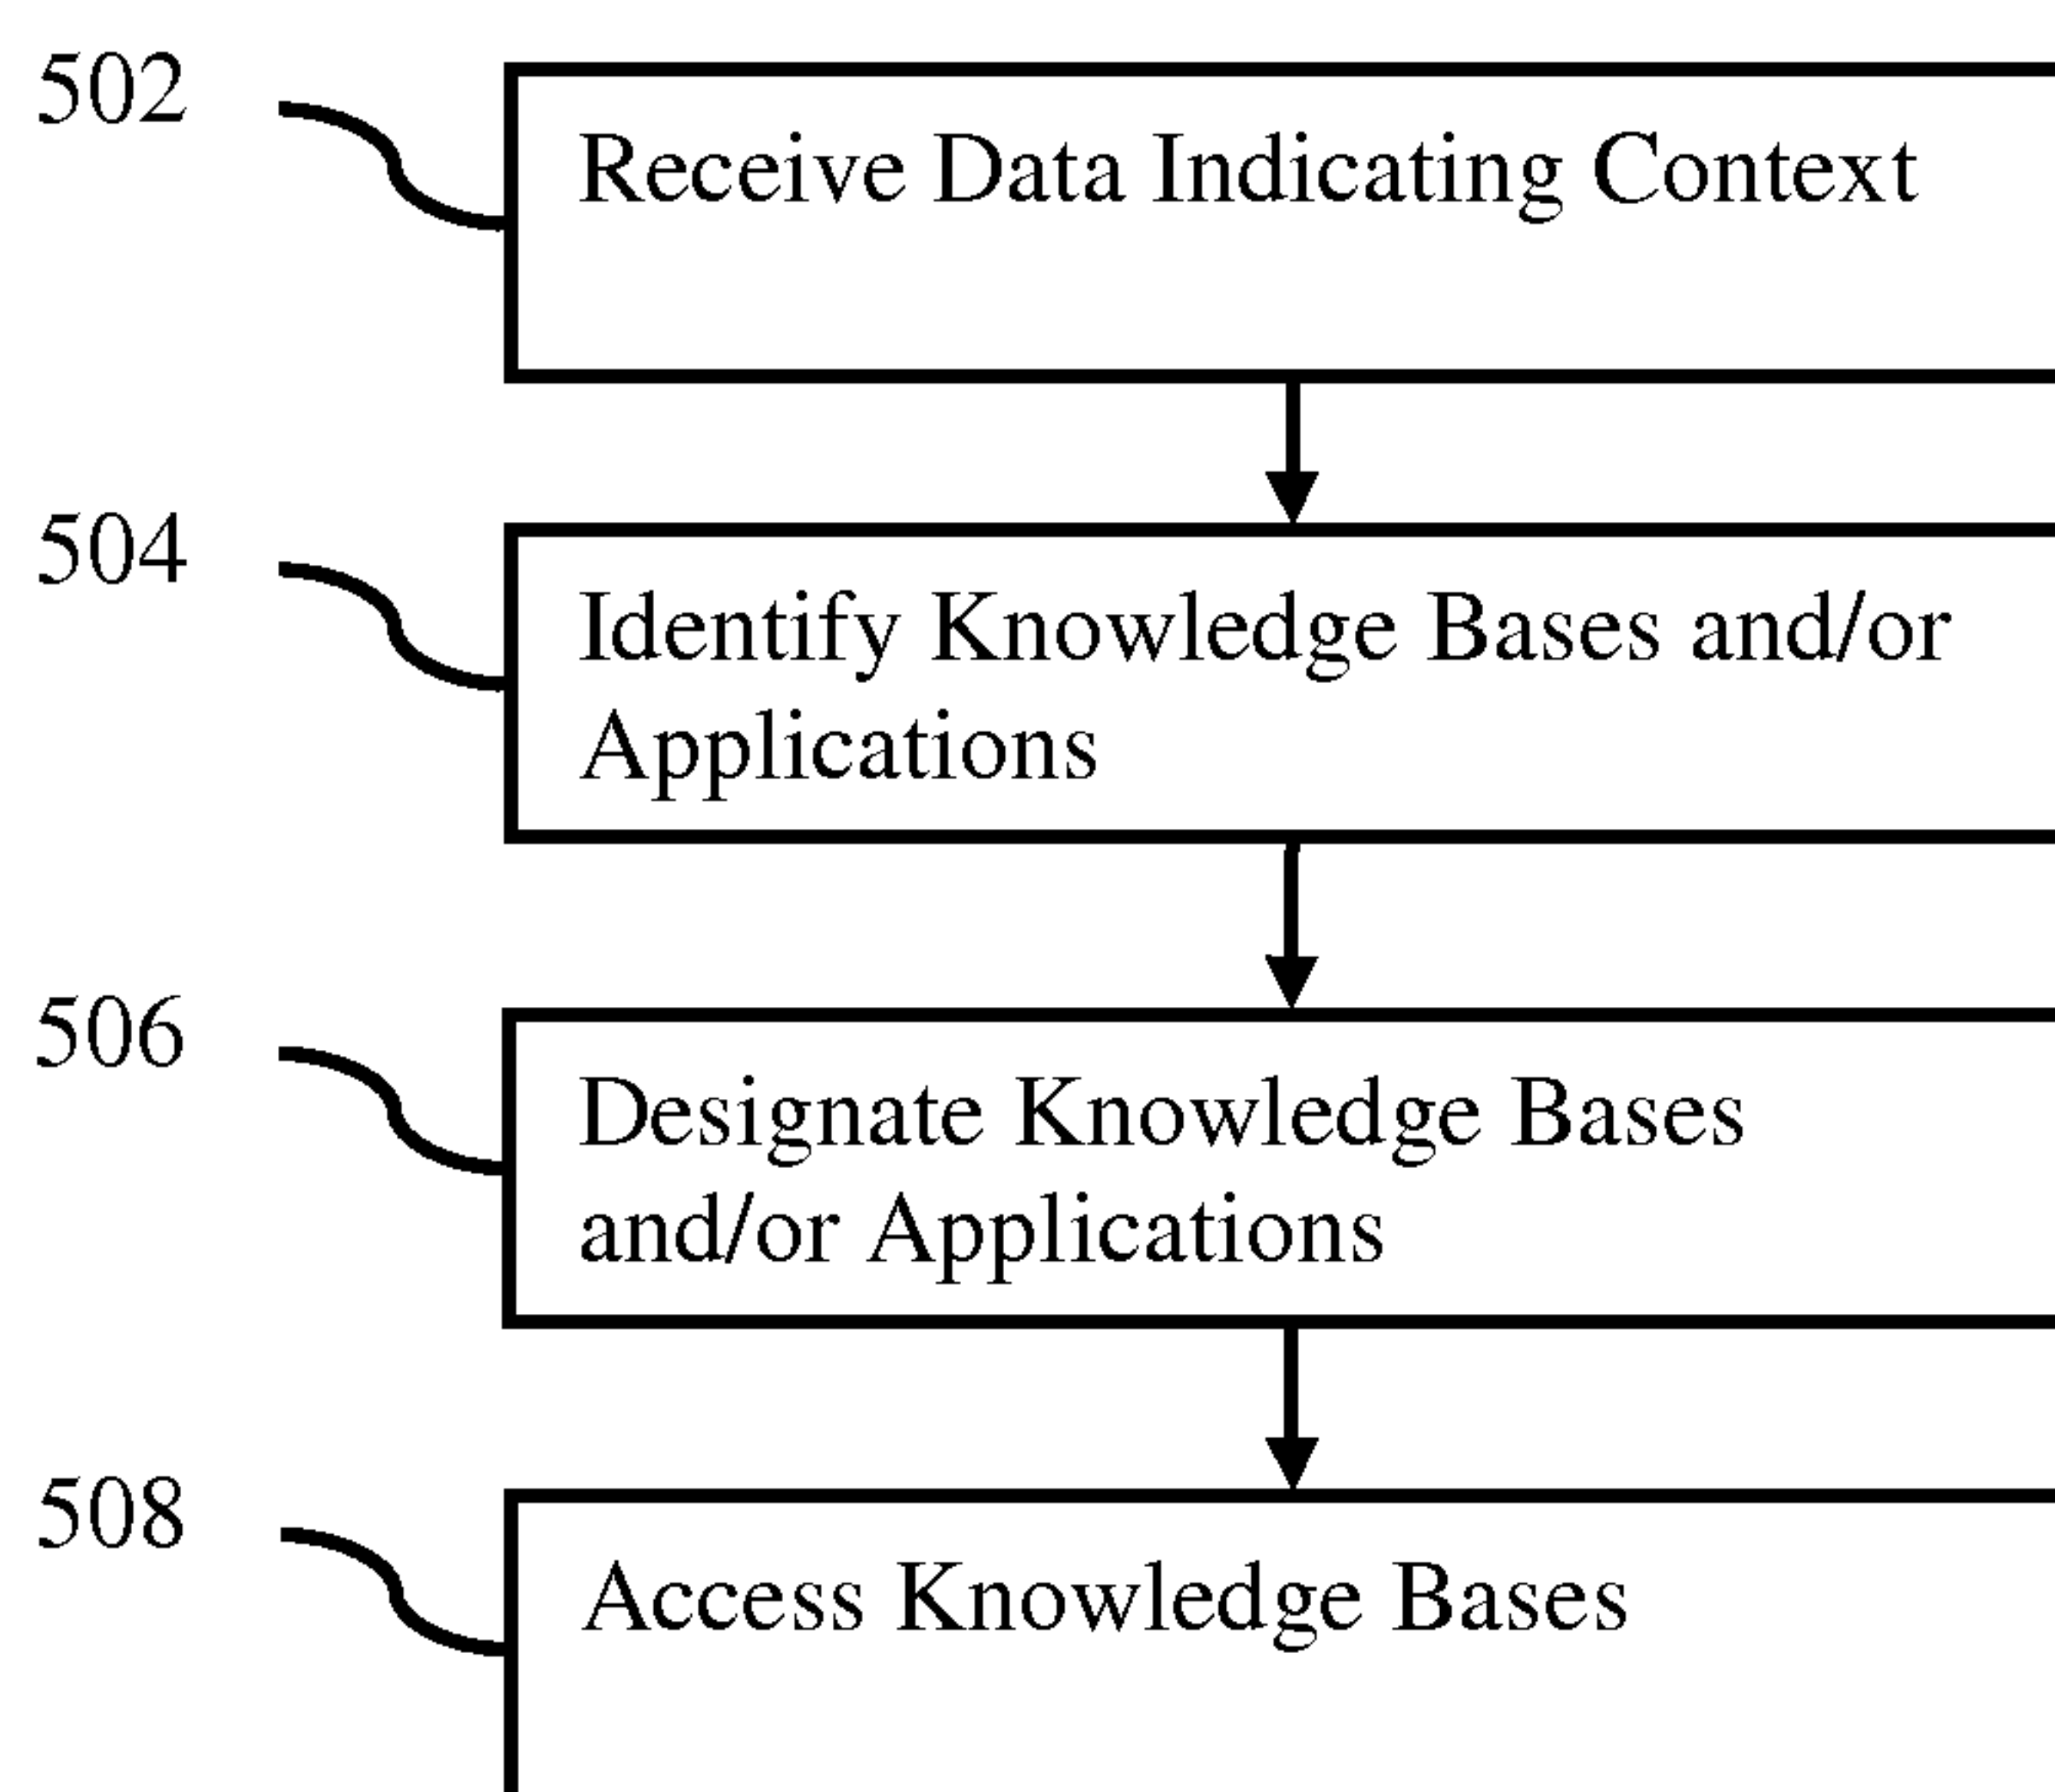 502
Receive Data Indicating Context
504
Identify Knowledge Bases and/or
Applications
506
Designate Knowledge Bases
and/or Applications
508
Access Knowledge Bases